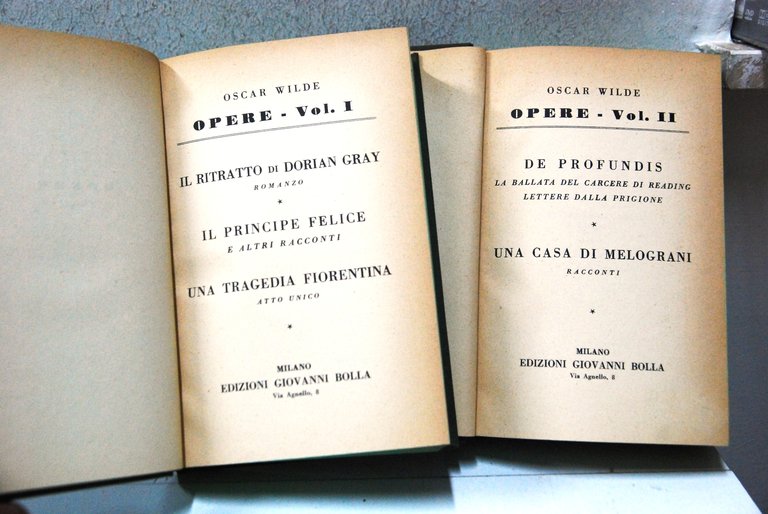 OSCAR WILDE
OPERE - Vol. I
IL RITRATTO DI DORIAN GRAY
ROMANZO
*
IL PRINCIPE FELICE
E ALTRI RACCONTI
UNA TRAGEDIA FIORENTINA
ATTO UNICO
*
MILANO
EDIZIONI GIOVANNI BOLLA
Via Agnello, 8
OSCAR WILDE
OPERE - Vol. II
DE PROFUNDIS
LA BALLATA DEL CARCERE DI READING
LETTERE DALLA PRIGIONE
*
UNA CASA DI MELOGRANI
RACCONTI
*
MILANO
EDIZIONI GIOVANNI BOLLA
Via Agnello, 8